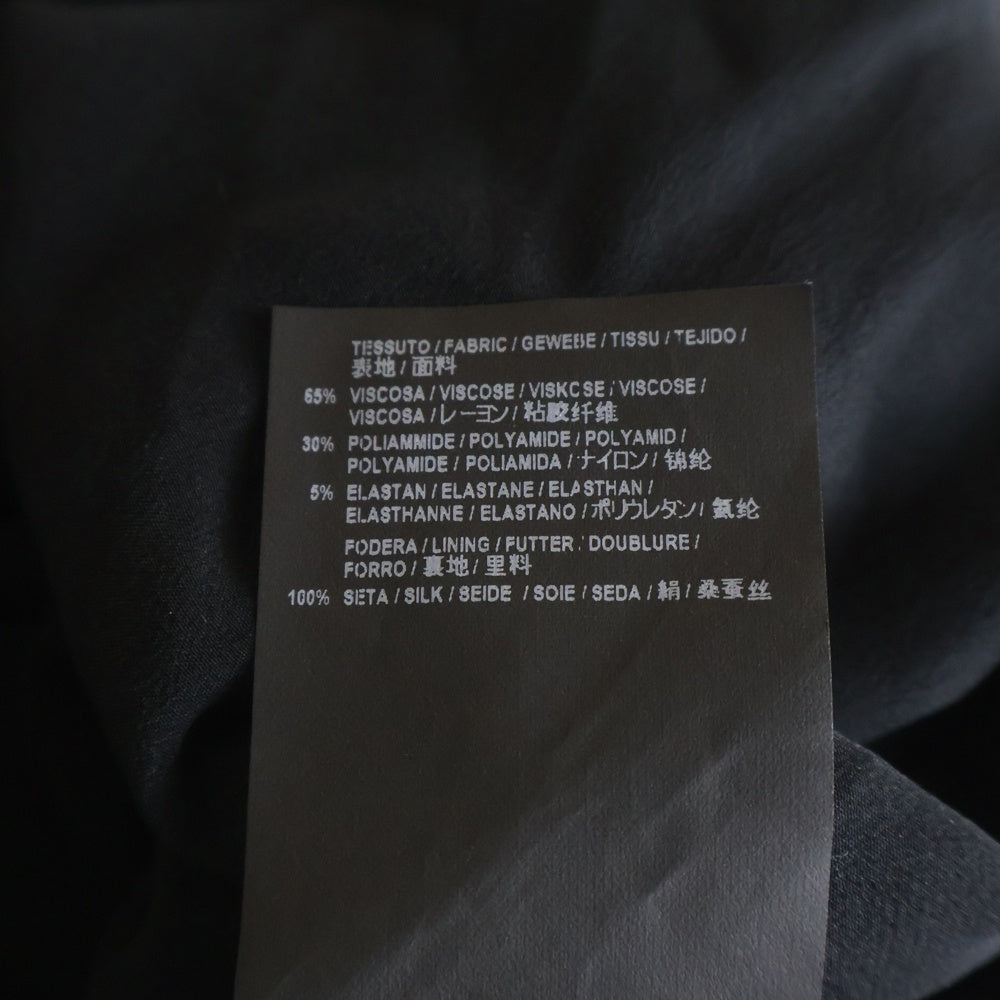 TESSUTO / FABRIC / GEWEBE / TISSU / TEJIDO /
表地 / 面料
65% VISCOSA / VISCOSE / VISKOSE / VISCOSE /
VISCOSA / レーヨン / 粘胶纤维
30% POLIAMMIDE / POLYAMIDE / POLYAMID /
POLYAMIDE / POLIAMIDA / ナイロン / 锦纶
5% ELASTAN / ELASTANE / ELASTHAN /
ELASTHANNE / ELASTANO / ポリウレタン / 氨纶
FODERA / LINING / FUTTER / DOUBLURE /
FORRO / 裏地 / 里料
100% SETA / SILK / SEIDE / SOIE / SEDA / 絹 / 桑蚕丝